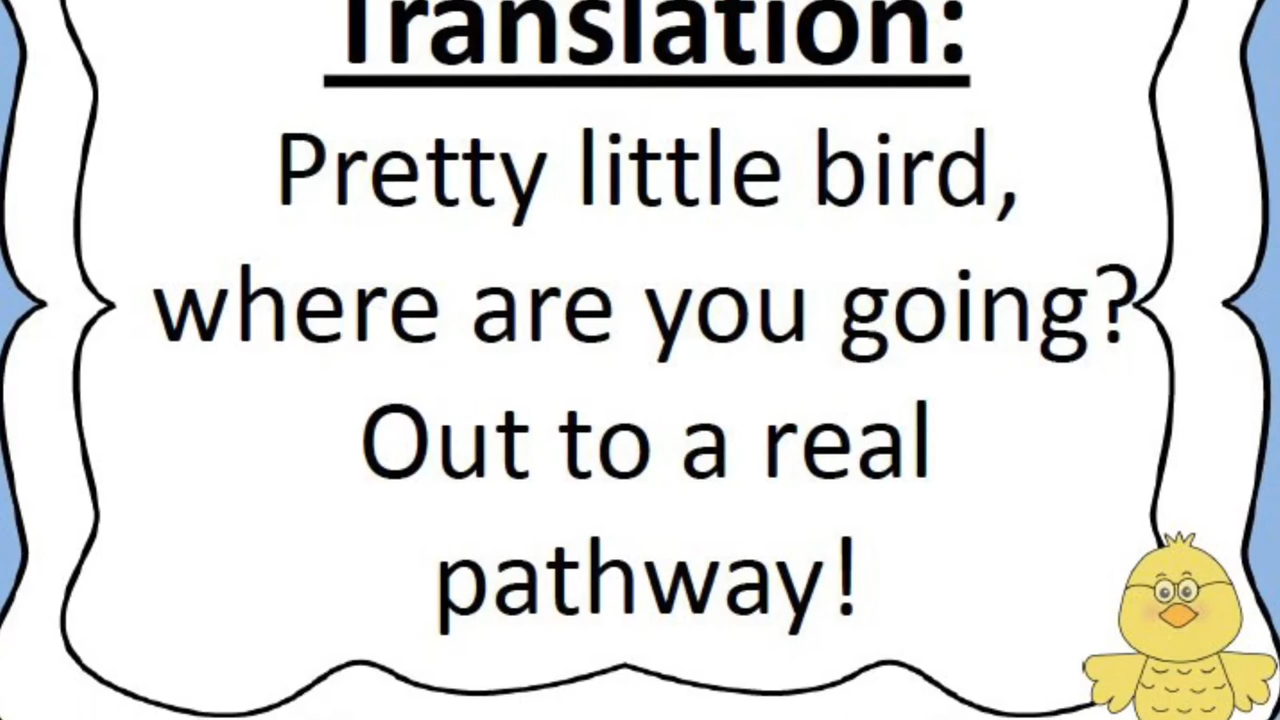 Translation:
Pretty little bird,
where are you going?
Out to a real
pathway!